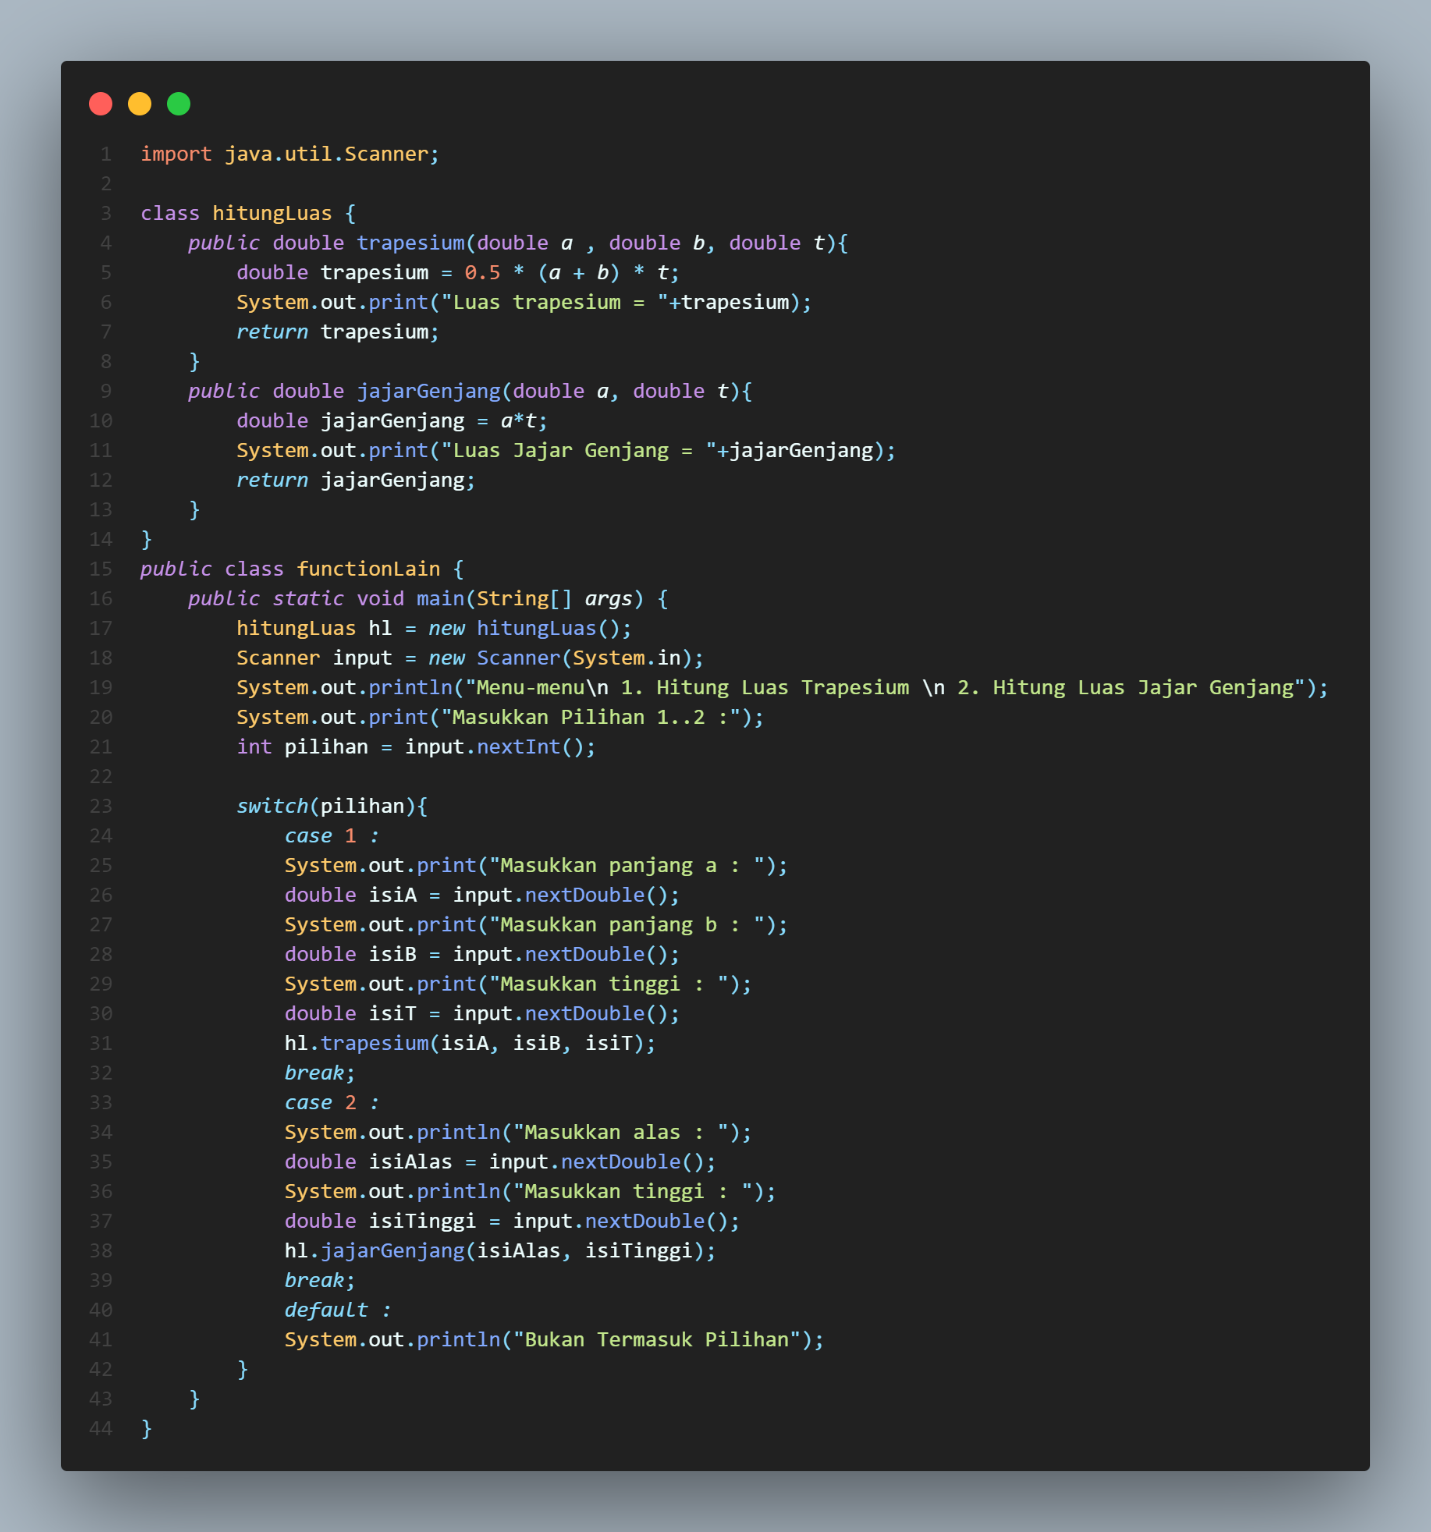 1 import java.util.Scanner;
2
3 class hitungLuas {
4     public double trapesium(double a , double b, double t){
5         double trapesium = 0.5 * (a + b) * t;
6         System.out.print("Luas trapesium = "+trapesium);
7         return trapesium;
8     }
9     public double jajarGenjang(double a, double t){
10         double jajarGenjang = a*t;
11         System.out.print("Luas Jajar Genjang = "+jajarGenjang);
12         return jajarGenjang;
13     }
14 }
15 public class functionLain {
16     public static void main(String[] args) {
17         hitungLuas hl = new hitungLuas();
18         Scanner input = new Scanner(System.in);
19         System.out.println("Menu-menu\n 1. Hitung Luas Trapesium \n 2. Hitung Luas Jajar Genjang");
20         System.out.print("Masukkan Pilihan 1..2 :");
21         int pilihan = input.nextInt();
22
23         switch(pilihan){
24             case 1 :
25             System.out.print("Masukkan panjang a : ");
26             double isiA = input.nextDouble();
27             System.out.print("Masukkan panjang b : ");
28             double isiB = input.nextDouble();
29             System.out.print("Masukkan tinggi : ");
30             double isiT = input.nextDouble();
31             hl.trapesium(isiA, isiB, isiT);
32             break;
33             case 2 :
34             System.out.println("Masukkan alas : ");
35             double isiAlas = input.nextDouble();
36             System.out.println("Masukkan tinggi : ");
37             double isiTinggi = input.nextDouble();
38             hl.jajarGenjang(isiAlas, isiTinggi);
39             break;
40             default :
41             System.out.println("Bukan Termasuk Pilihan");
42         }
43     }
44 }